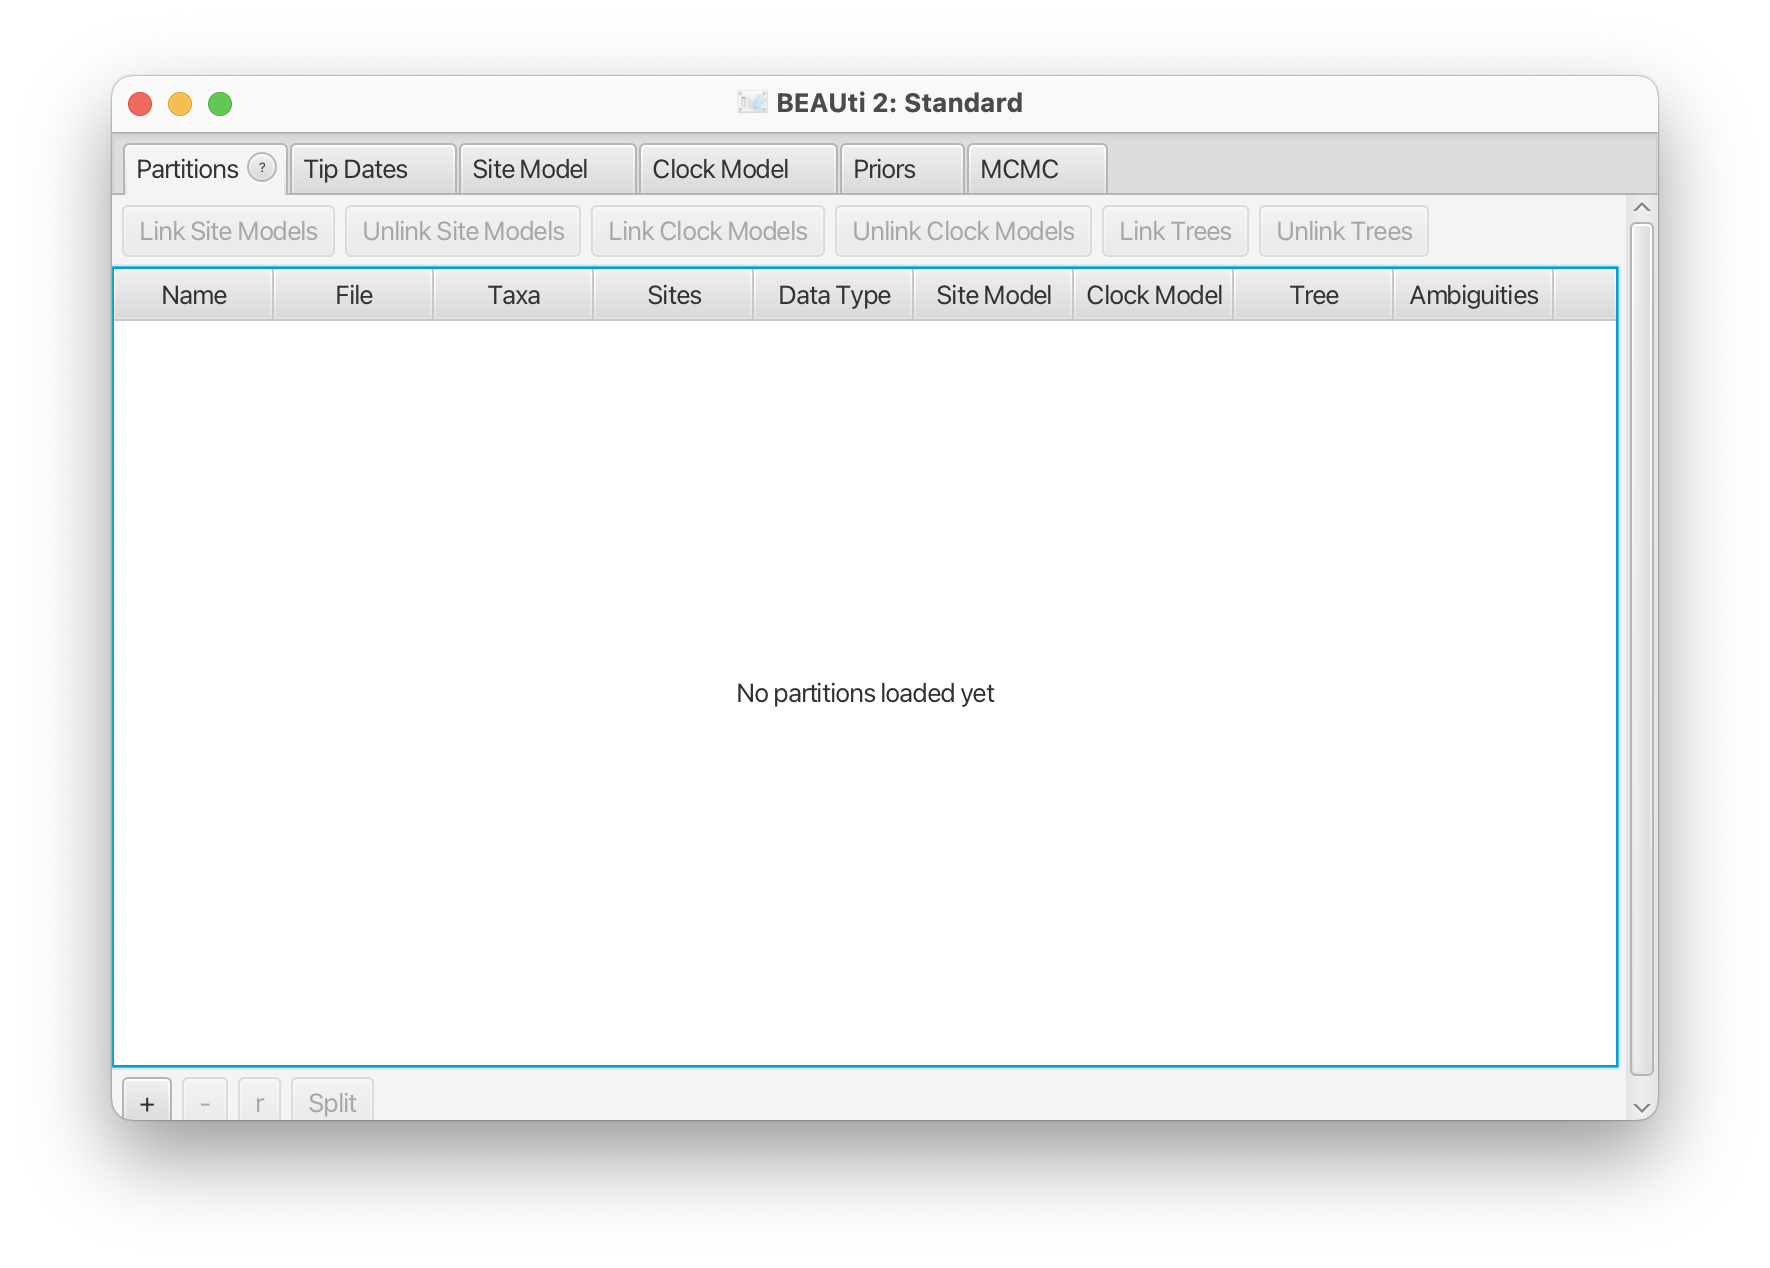 BEAUti 2: Standard
Partitions ? Tip Dates Site Model Clock Model Priors MCMC
Link Site Models Unlink Site Models Link Clock Models Unlink Clock Models Link Trees Unlink Trees
Name File Taxa Sites Data Type Site Model Clock Model Tree Ambiguities
No partitions loaded yet
+ - r Split